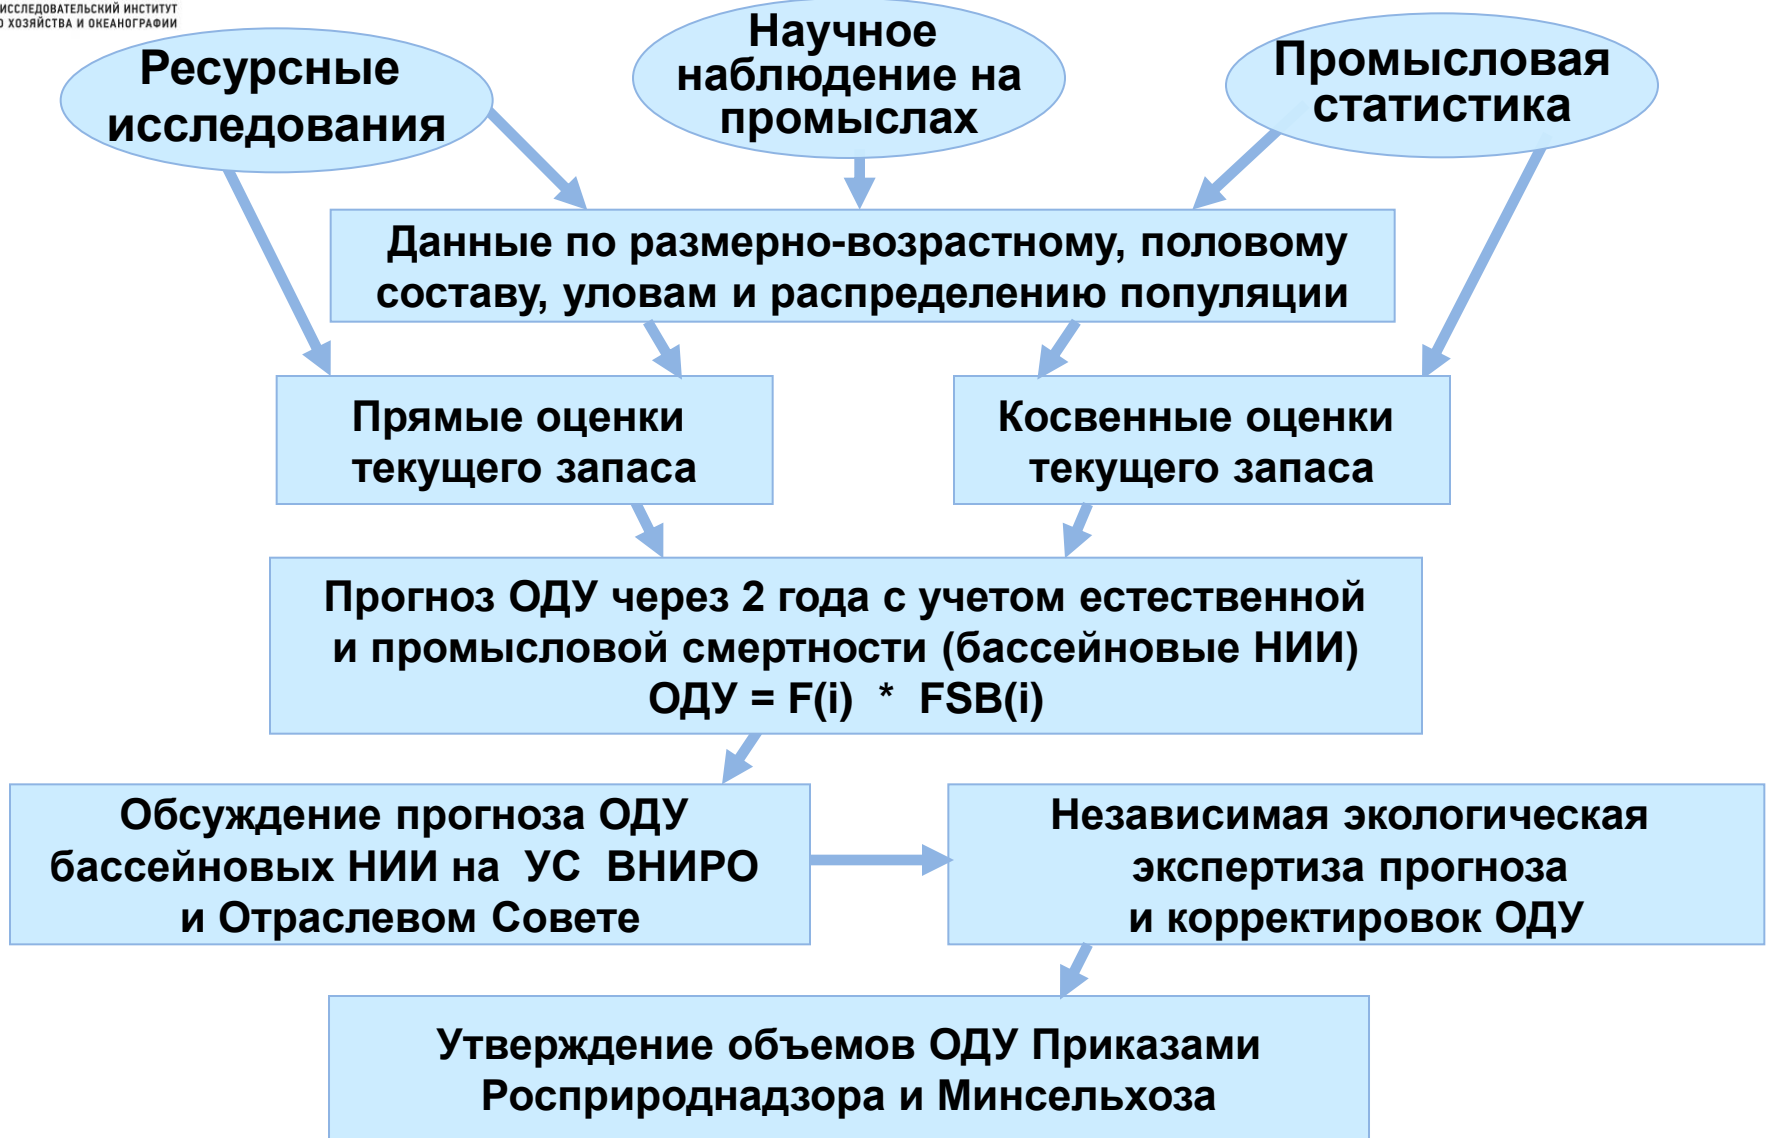 ИССЛЕДОВАТЕЛЬСКИЙ ИНСТИТУТ
О ХОЗЯЙСТВА И ОКЕАНОГРАФИИ
Ресурсные
исследования
Научное
наблюдение на
промыслах
Промысловая
статистика
Данные по размерно-возрастному, половому
составу, уловам и распределению популяции
Прямые оценки
текущего запаса
Косвенные оценки
текущего запаса
Прогноз ОДУ через 2 года с учетом естественной
и промысловой смертности (бассейновые НИИ)
ОДУ = F(i) * FSB(i)
Обсуждение прогноза ОДУ
бассейновых НИИ на УС ВНИРО
и Отраслевом Совете
Независимая экологическая
экспертиза прогноза
и корректировок ОДУ
Утверждение объемов ОДУ Приказами
Росприроднадзора и Минсельхоза